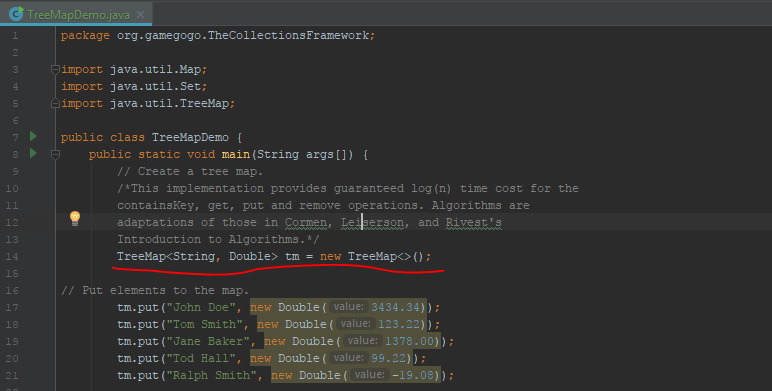 TreeMapDemo.java
1 package org.gamegogo.TheCollectionsFramework;
2
3 import java.util.Map;
4 import java.util.Set;
5 import java.util.TreeMap;
6
7 public class TreeMapDemo {
8 public static void main(String args[]) {
9 // Create a tree map.
10 /*This implementation provides guaranteed log(n) time cost for the
11 containsKey, get, put and remove operations. Algorithms are
12 adaptations of those in Cormen, Leiserson, and Rivest's
13 Introduction to Algorithms.*/
14 TreeMap<String, Double> tm = new TreeMap<>();
15
16 // Put elements to the map.
17 tm.put("John Doe", new Double( value: 3434.34));
18 tm.put("Tom Smith", new Double( value: 123.22));
19 tm.put("Jane Baker", new Double( value: 1378.00));
20 tm.put("Tod Hall", new Double( value: 99.22));
21 tm.put("Ralph Smith", new Double( value: -19.08));